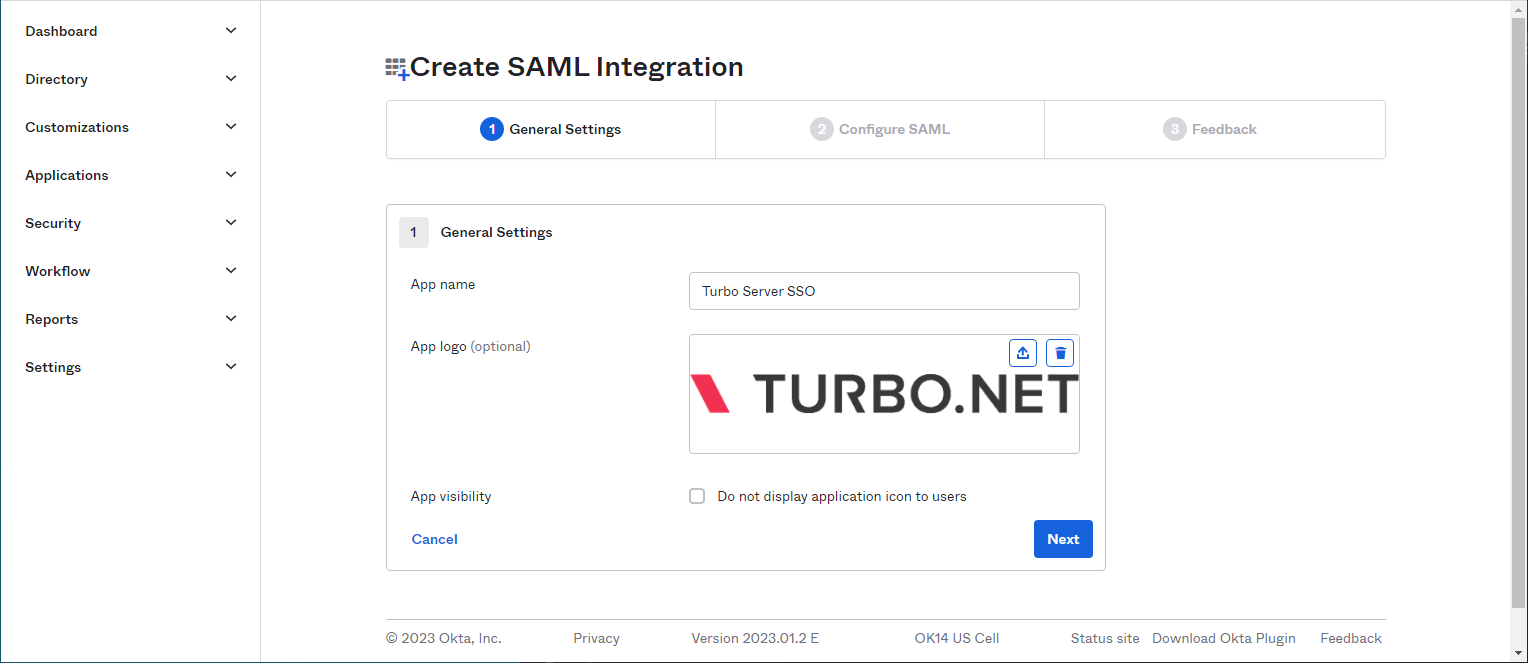 Dashboard
Directory
Customizations
Applications
Security
Workflow
Reports
Settings
Create SAML Integration
1 General Settings
2 Configure SAML
3 Feedback
1 General Settings
App name
Turbo Server SSO
App logo (optional)
TURBO.NET
App visibility
Do not display application icon to users
Cancel
Next
© 2023 Okta, Inc. Privacy Version 2023.01.2 E OK14 US Cell Status site Download Okta Plugin Feedback